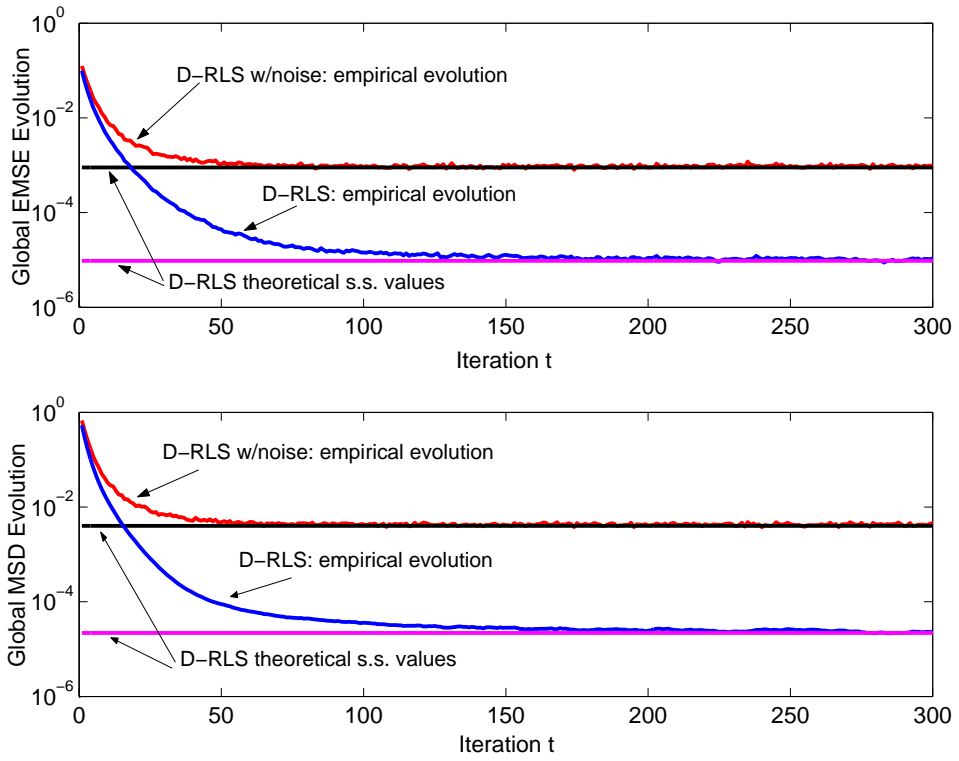 10^0
10^−2
10^−4
10^−6
Global EMSE Evolution
D−RLS w/noise: empirical evolution
D−RLS: empirical evolution
D−RLS theoretical s.s. values
0 50 100 150 200 250 300
Iteration t
10^0
10^−2
10^−4
10^−6
Global MSD Evolution
D−RLS w/noise: empirical evolution
D−RLS: empirical evolution
D−RLS theoretical s.s. values
0 50 100 150 200 250 300
Iteration t